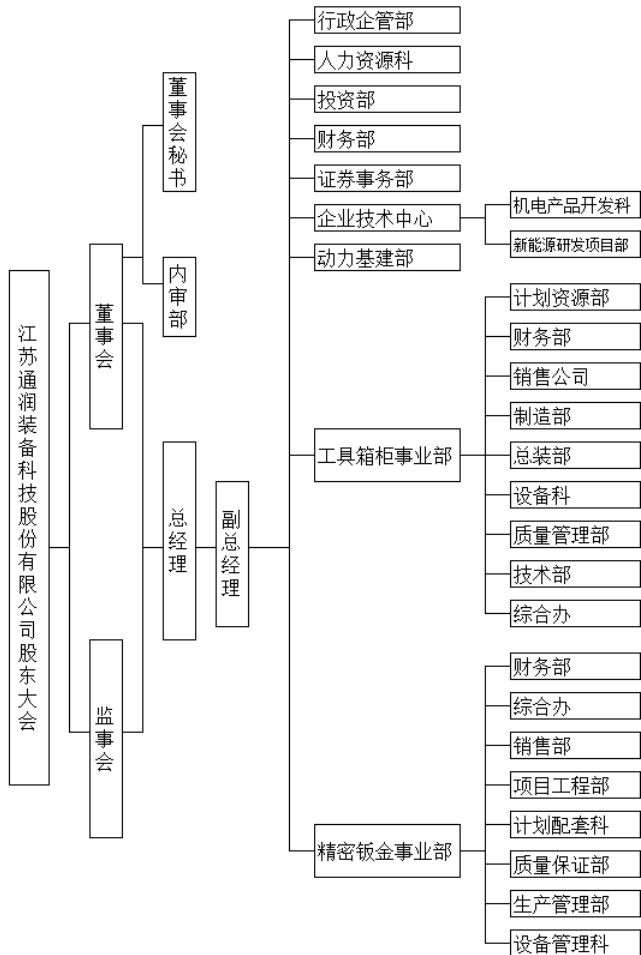 江苏通润装备科技股份有限公司股东大会
董事会
监事会
董事会秘书
内审部
总经理
副总经理
行政企管部
人力资源科
投资部
财务部
证券事务部
企业技术中心
机电产品开发科
新能源研发项目部
动力基建部
工具箱柜事业部
计划资源部
财务部
销售公司
制造部
总装部
设备科
质量管理部
技术部
综合办
精密钣金事业部
财务部
综合办
销售部
项目工程部
计划配套科
质量保证部
生产管理部
设备管理科